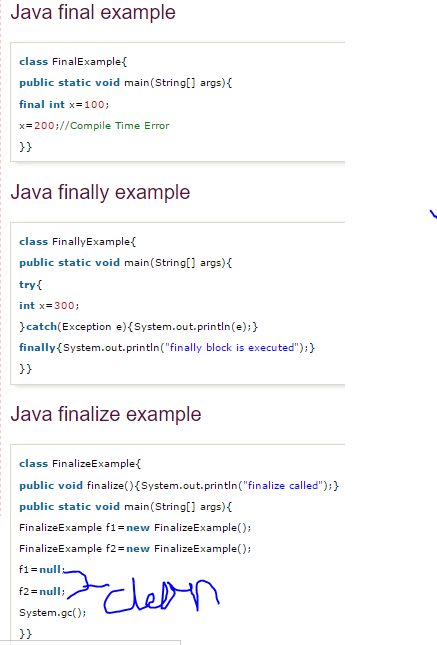 Java final example
class FinalExample{
public static void main(String[] args){
final int x=100;
x=200;//Compile Time Error
}}
Java finally example
class FinallyExample{
public static void main(String[] args){
try{
int x=300;
}catch(Exception e){System.out.println(e);}
finally{System.out.println("finally block is executed");}
}}
Java finalize example
class FinalizeExample{
public void finalize(){System.out.println("finalize called");}
public static void main(String[] args){
FinalizeExample f1=new FinalizeExample();
FinalizeExample f2=new FinalizeExample();
f1=null;
f2=null;
clean
System.gc();
}}